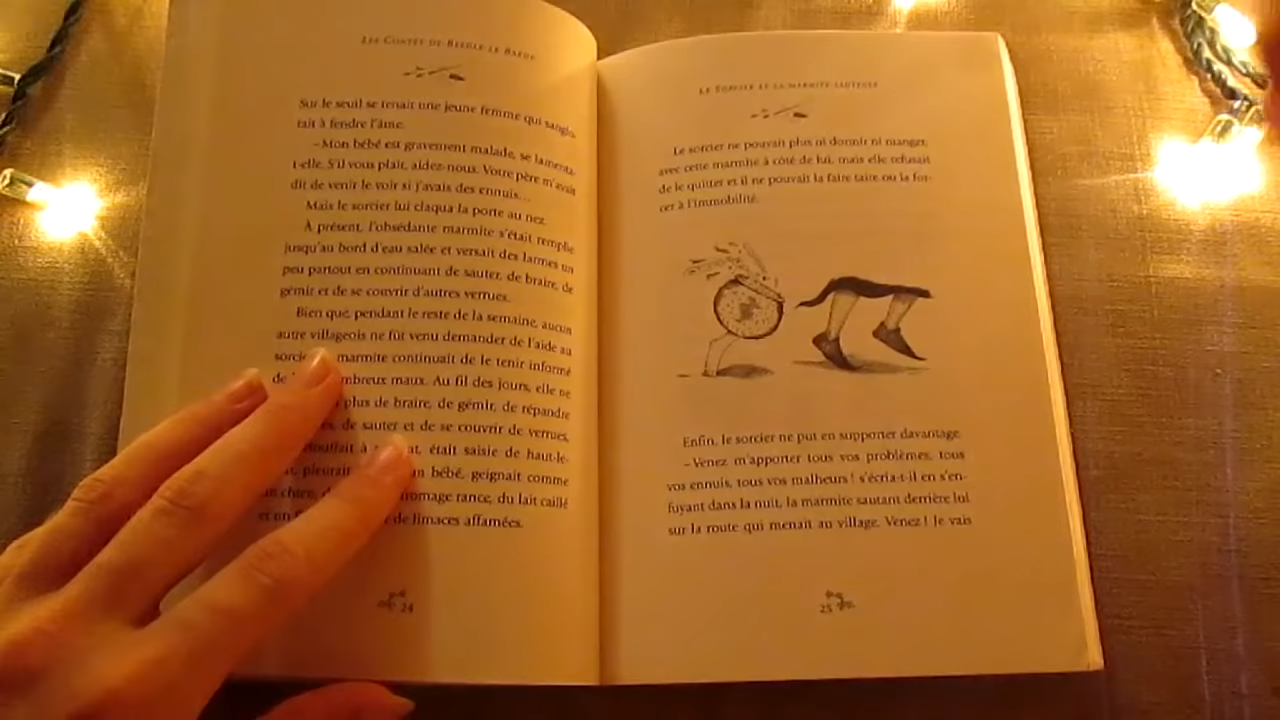 Les Contes de Beedle le Barde
Sur le seuil se tenait une jeune femme qui sanglo-
tait à fendre l'âme.
– Mon bébé est gravement malade, se lamenta-
t-elle. S'il vous plaît, aidez-nous. Votre père m'avait
dit de venir le voir si j'avais des ennuis...
Mais le sorcier lui claqua la porte au nez.
À présent, l'obsédante marmite s'était remplie
jusqu'au bord d'eau salée et versait des larmes un
peu partout en continuant de sauter, de braire, de
gémir et de se couvrir d'autres verrues.
Bien que, pendant le reste de la semaine, aucun
autre villageois ne fût venu demander de l'aide au
marmite continuait de le tenir informé
de mbreux maux. Au fil des jours, elle ne
plus de braire, de gémir, de répandre
de sauter et de se couvrir de verrues,
était saisie de haut-le-
pleurait bébé, geignait comme
un chien, fromage rance, du lait caillé
et un de limaces affamées.
24
Le Sorcier et la Marmite sauteuse
Le sorcier ne pouvait plus ni dormir ni manger,
avec cette marmite à côté de lui, mais elle refusait
de le quitter et il ne pouvait la faire taire ou la for-
cer à l'immobilité.
Enfin, le sorcier ne put en supporter davantage.
– Venez m'apporter tous vos problèmes, tous
vos ennuis, tous vos malheurs ! s'écria-t-il en s'en-
fuyant dans la nuit, la marmite sautant derrière lui
sur la route qui menait au village. Venez ! Je vais
25